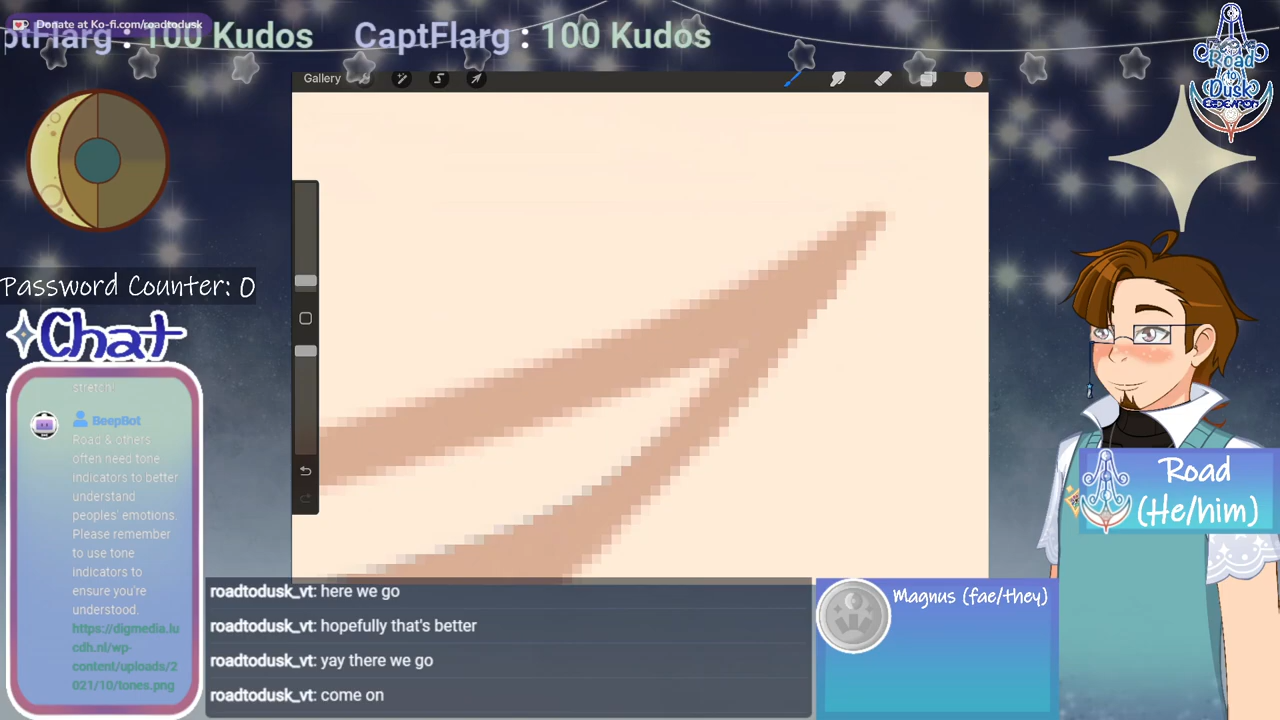 Donate at Ko-fi.com/roadtodusk
ptFlarg : 100 Kudos CaptFlarg : 100 Kudos
Road
to
Dusk
Gallery
Password Counter: 0
Chat
stretch!
BeepBot
Road & others
often need tone
indicators to better
understand
peoples' emotions.
Please remember
to use tone
indicators to
ensure you're
understood.
https://digmedia.lu
cdh.nl/wp-
content/uploads/2
021/10/tones.png
roadtodusk_vt: here we go
roadtodusk_vt: hopefully that's better
roadtodusk_vt: yay there we go
roadtodusk_vt: come on
Magnus (fae/they)
Road
(He/him)